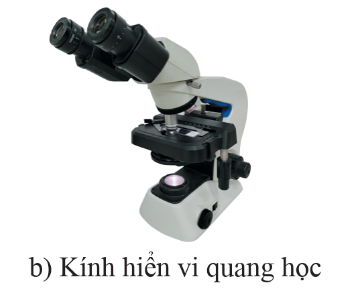 b) Kính hiển vi quang học